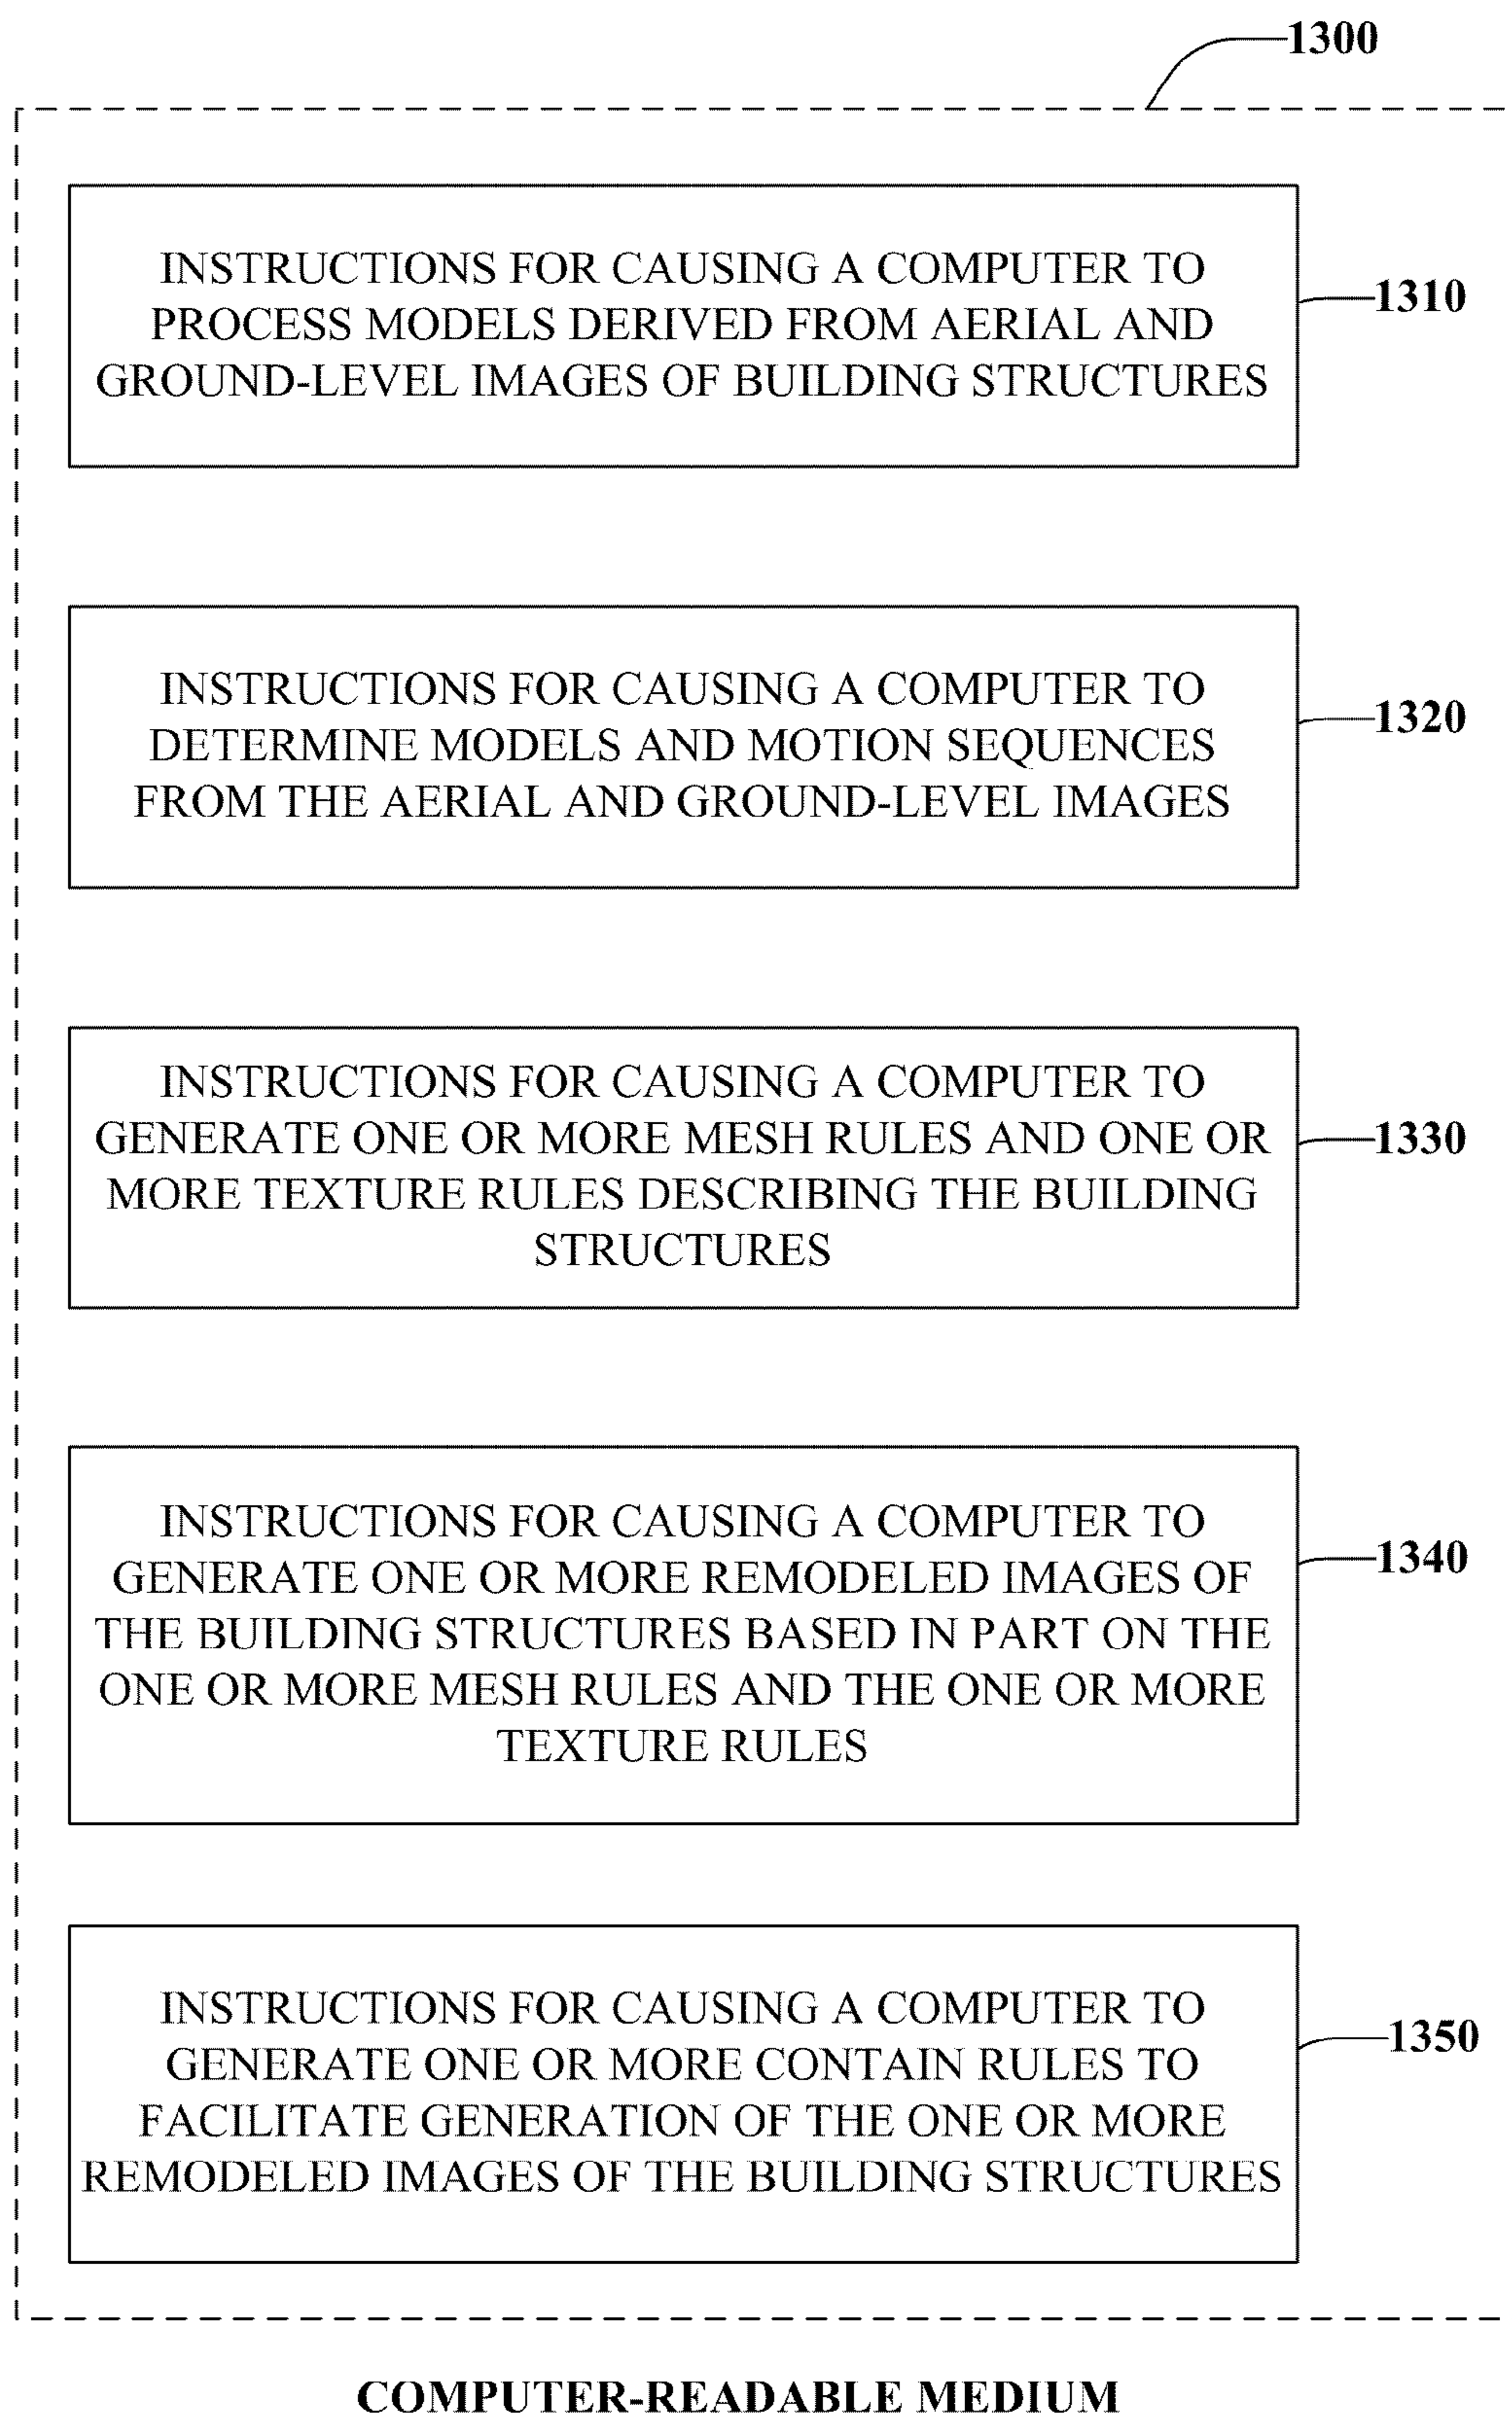 1300
INSTRUCTIONS FOR CAUSING A COMPUTER TO
PROCESS MODELS DERIVED FROM AERIAL AND
GROUND-LEVEL IMAGES OF BUILDING STRUCTURES
1310
INSTRUCTIONS FOR CAUSING A COMPUTER TO
DETERMINE MODELS AND MOTION SEQUENCES
FROM THE AERIAL AND GROUND-LEVEL IMAGES
1320
INSTRUCTIONS FOR CAUSING A COMPUTER TO
GENERATE ONE OR MORE MESH RULES AND ONE OR
MORE TEXTURE RULES DESCRIBING THE BUILDING
STRUCTURES
1330
INSTRUCTIONS FOR CAUSING A COMPUTER TO
GENERATE ONE OR MORE REMODELED IMAGES OF
THE BUILDING STRUCTURES BASED IN PART ON THE
ONE OR MORE MESH RULES AND THE ONE OR MORE
TEXTURE RULES
1340
INSTRUCTIONS FOR CAUSING A COMPUTER TO
GENERATE ONE OR MORE CONTAIN RULES TO
FACILITATE GENERATION OF THE ONE OR MORE
REMODELED IMAGES OF THE BUILDING STRUCTURES
1350
COMPUTER-READABLE MEDIUM